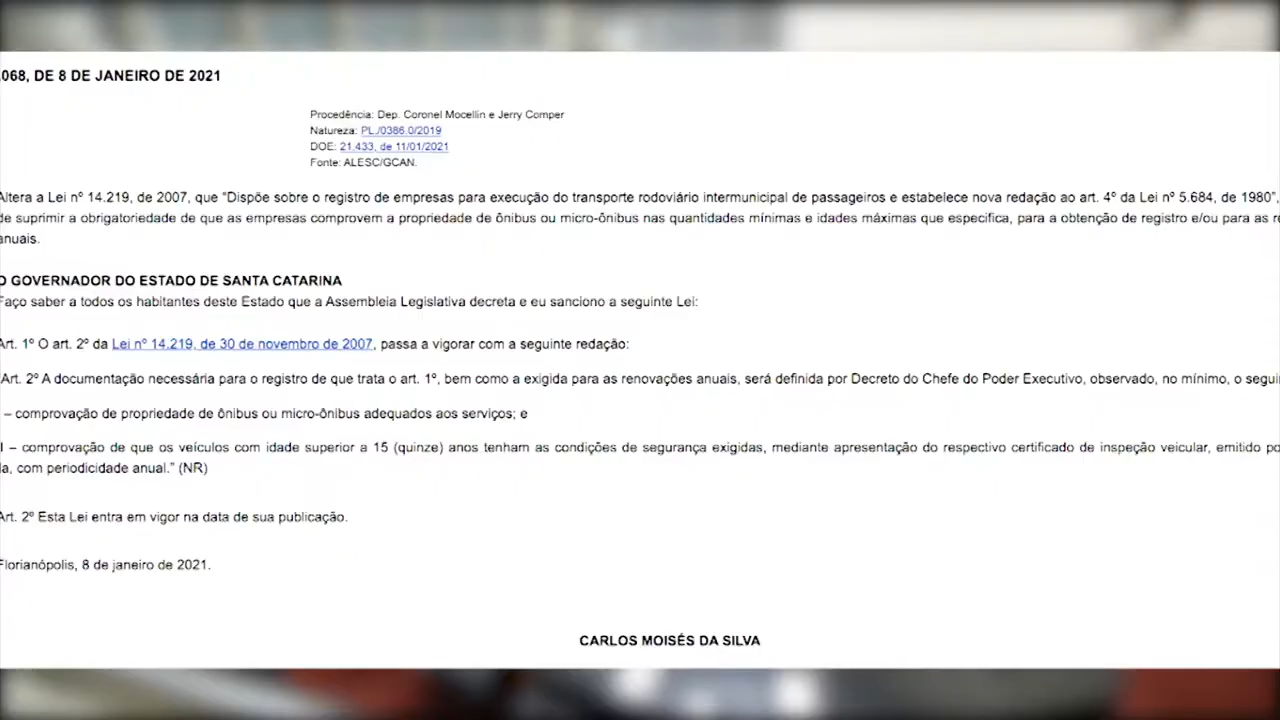 .068, DE 8 DE JANEIRO DE 2021
Procedência: Dep. Coronel Mocellin e Jerry Comper
Natureza: PL./0386.0/2019
DOE: 21.433, de 11/01/2021
Fonte: ALESC/GCAN.
Altera a Lei nº 14.219, de 2007, que “Dispõe sobre o registro de empresas para execução do transporte rodoviário intermunicipal de passageiros e estabelece nova redação ao art. 4º da Lei nº 5.684, de 1980”,
de suprimir a obrigatoriedade de que as empresas comprovem a propriedade de ônibus ou micro-ônibus nas quantidades mínimas e idades máximas que especifica, para a obtenção de registro e/ou para as re
anuais.
O GOVERNADOR DO ESTADO DE SANTA CATARINA
Faço saber a todos os habitantes deste Estado que a Assembleia Legislativa decreta e eu sanciono a seguinte Lei:
Art. 1º O art. 2º da Lei nº 14.219, de 30 de novembro de 2007, passa a vigorar com a seguinte redação:
Art. 2º A documentação necessária para o registro de que trata o art. 1º, bem como a exigida para as renovações anuais, será definida por Decreto do Chefe do Poder Executivo, observado, no mínimo, o segui
– comprovação de propriedade de ônibus ou micro-ônibus adequados aos serviços; e
I – comprovação de que os veículos com idade superior a 15 (quinze) anos tenham as condições de segurança exigidas, mediante apresentação do respectivo certificado de inspeção veicular, emitido po
la, com periodicidade anual.” (NR)
Art. 2º Esta Lei entra em vigor na data de sua publicação.
Florianópolis, 8 de janeiro de 2021.
CARLOS MOISÉS DA SILVA